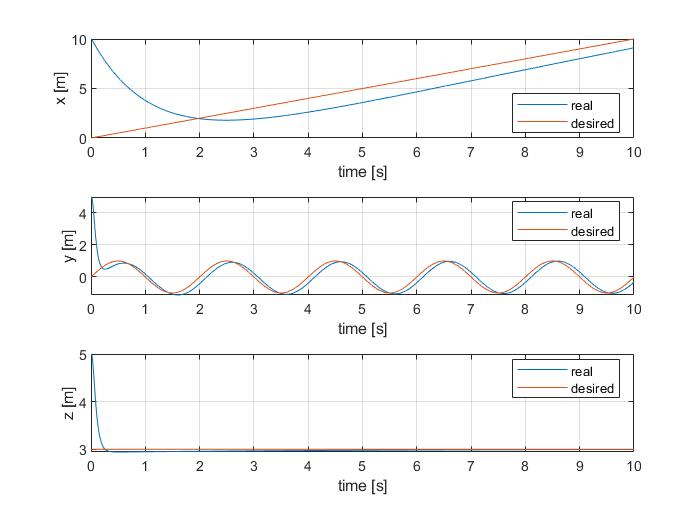 10
5
0
x [m]
real
desired
0 1 2 3 4 5 6 7 8 9 10
time [s]
4
2
0
y [m]
real
desired
0 1 2 3 4 5 6 7 8 9 10
time [s]
5
4
3
z [m]
real
desired
0 1 2 3 4 5 6 7 8 9 10
time [s]